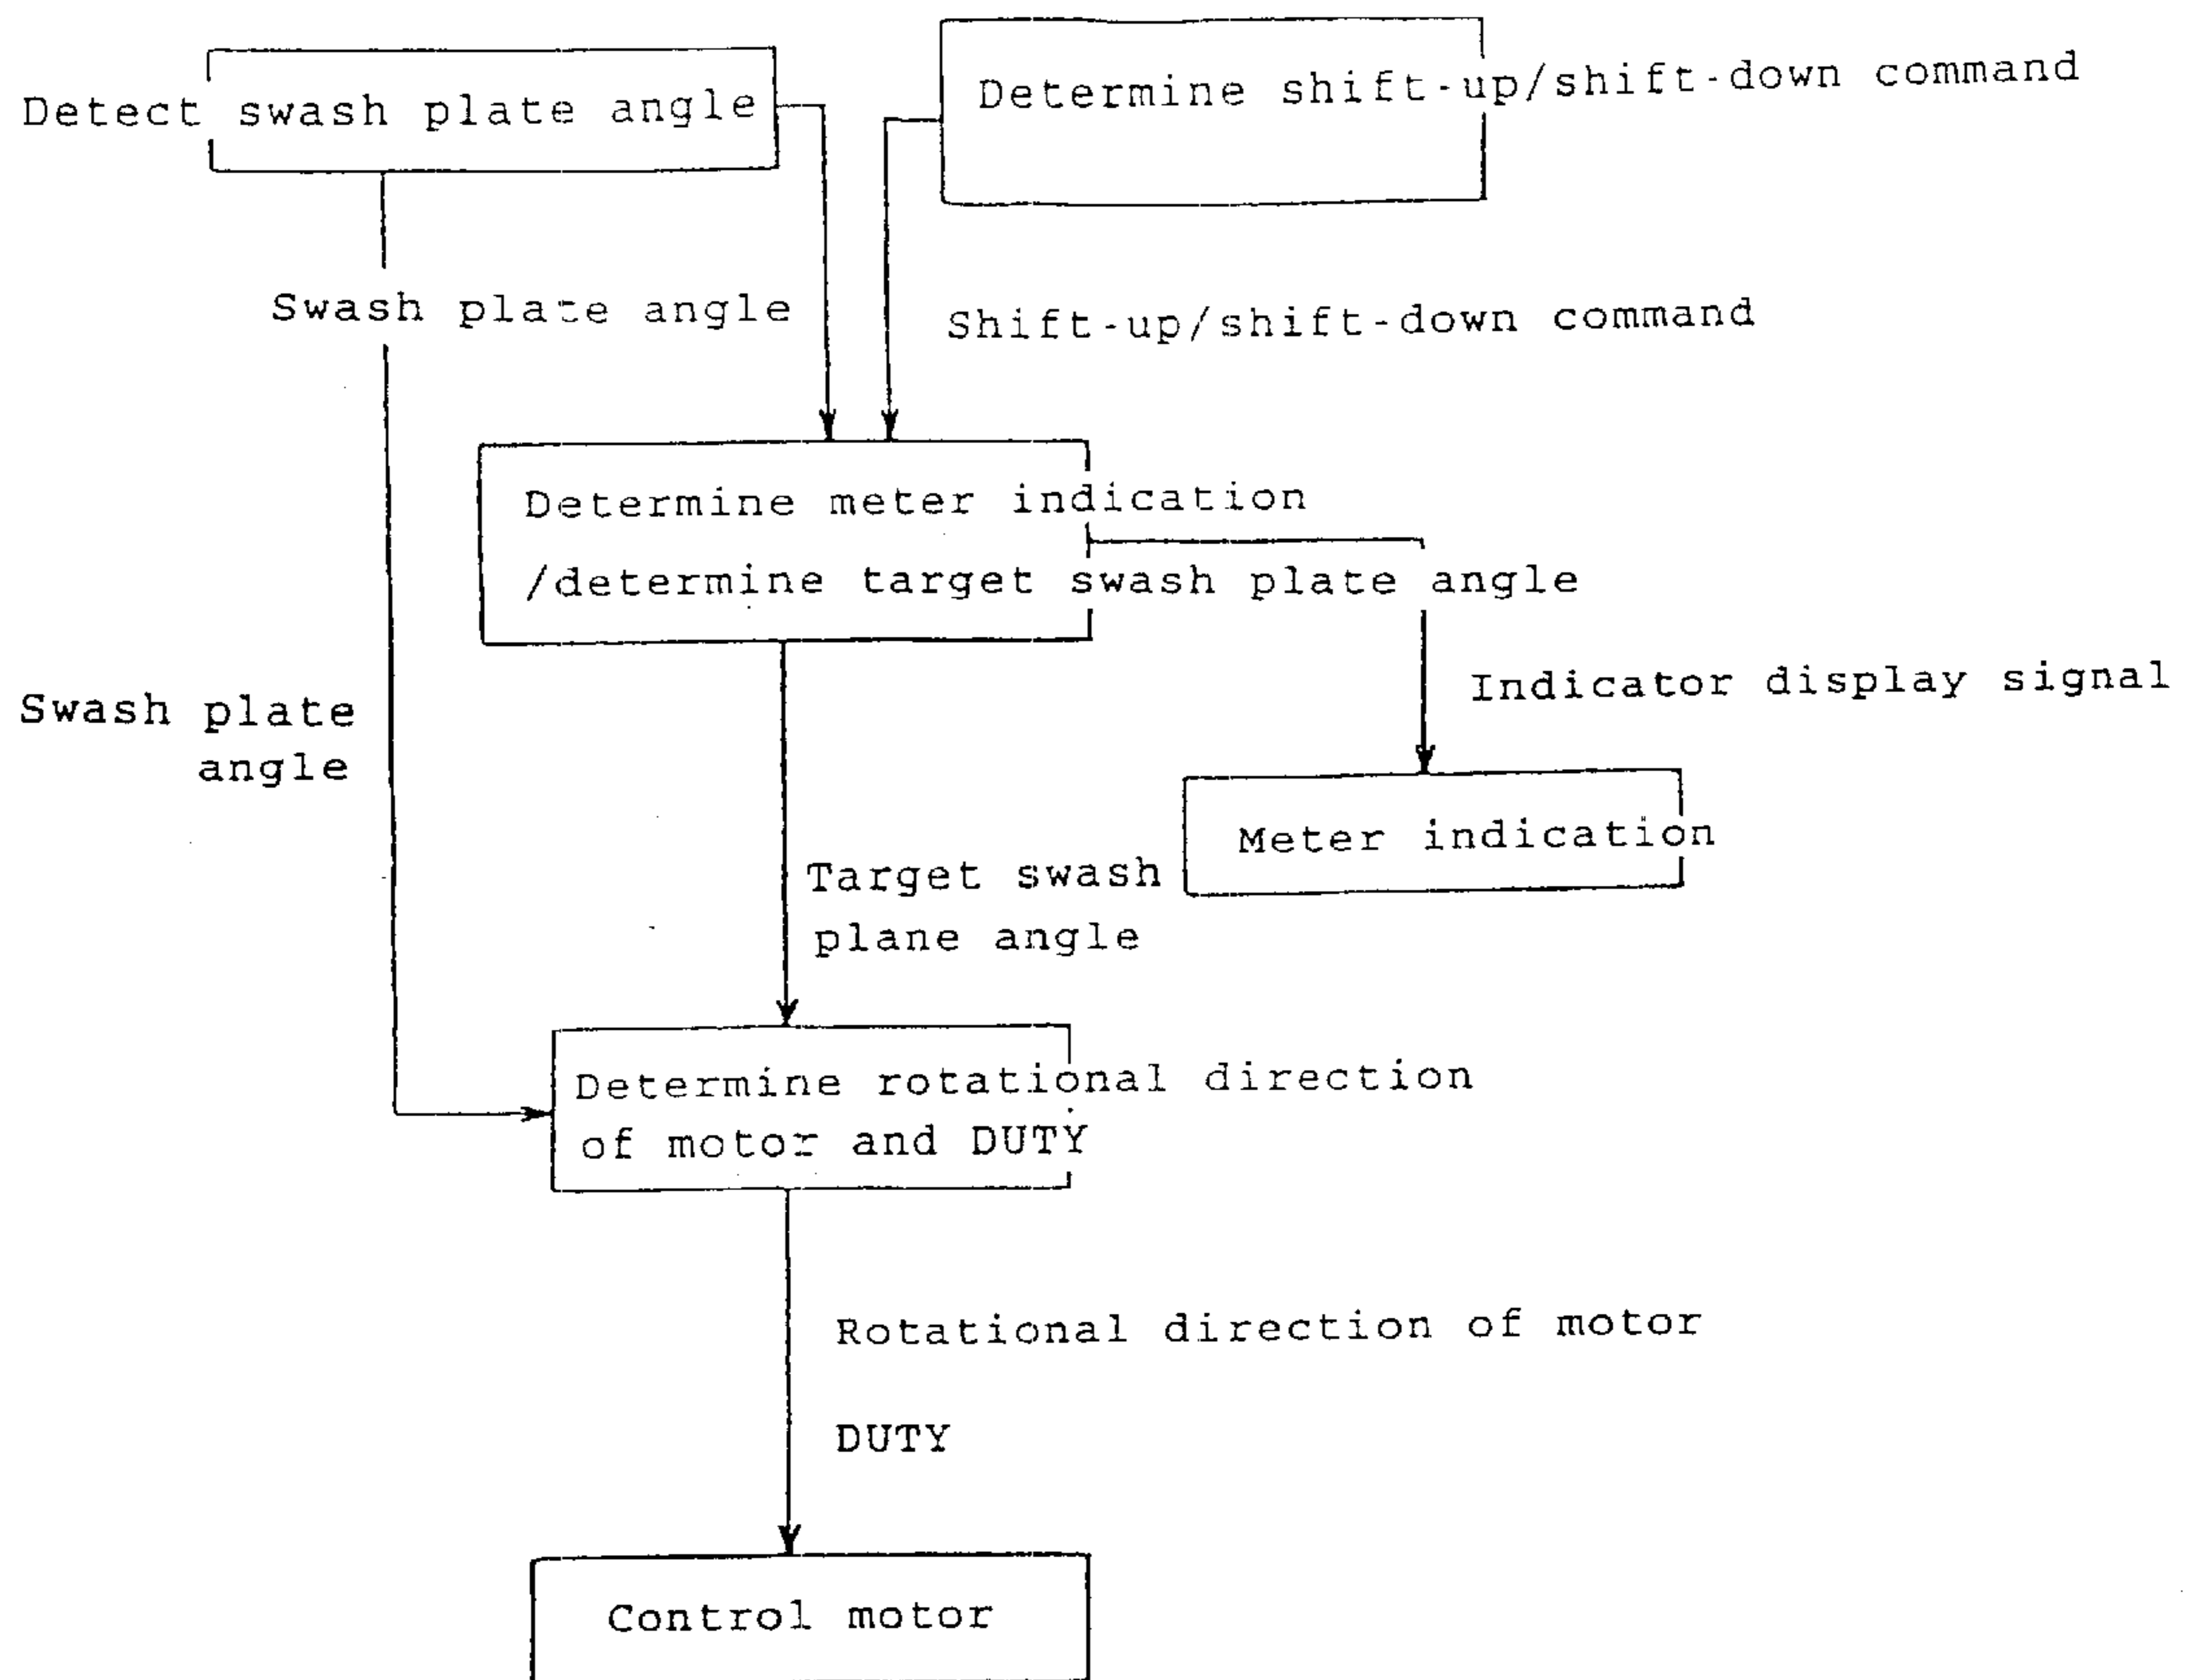 Detect swash plate angle
Determine shift-up/shift-down command
Swash plate angle
Shift-up/shift-down command
Determine meter indication
/determine target swash plate angle
Indicator display signal
Swash plate
angle
Meter indication
Target swash
plane angle
Determine rotational direction
of motor and DUTY
Rotational direction of motor
DUTY
Control motor